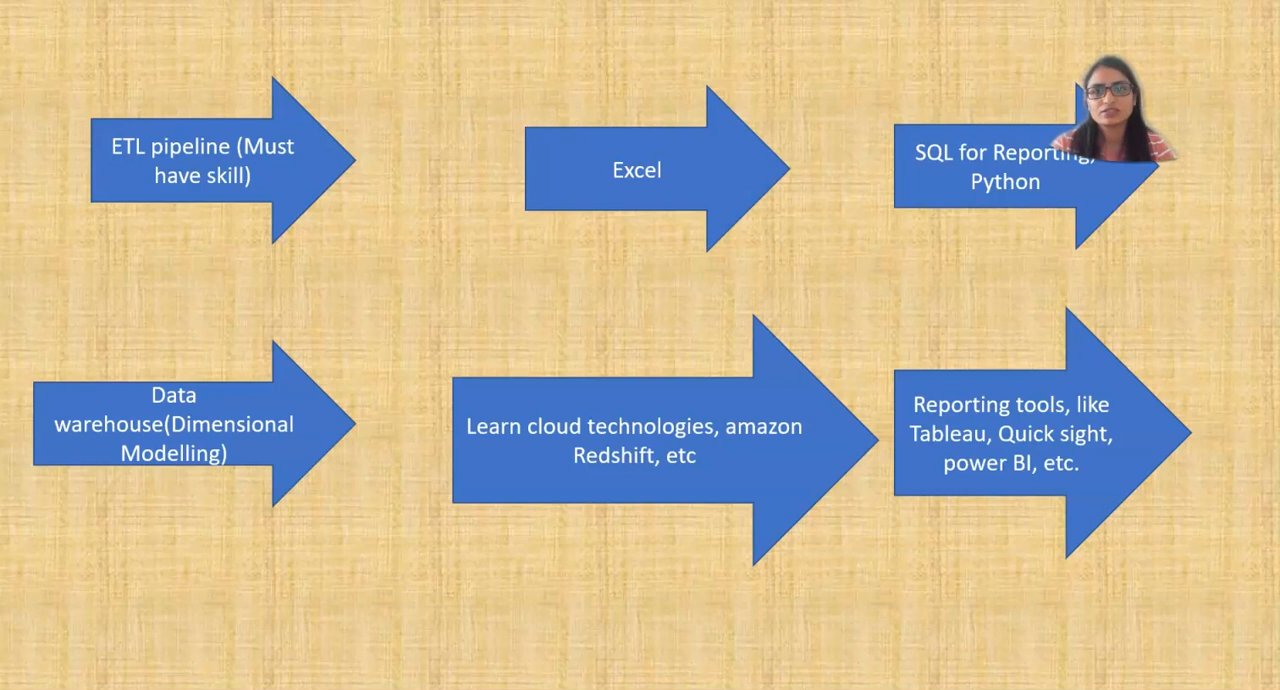 ETL pipeline (Must
have skill)
Excel
SQL for Reporting,
Python
Data
warehouse(Dimensional
Modelling)
Learn cloud technologies, amazon
Redshift, etc
Reporting tools, like
Tableau, Quick sight,
power BI, etc.